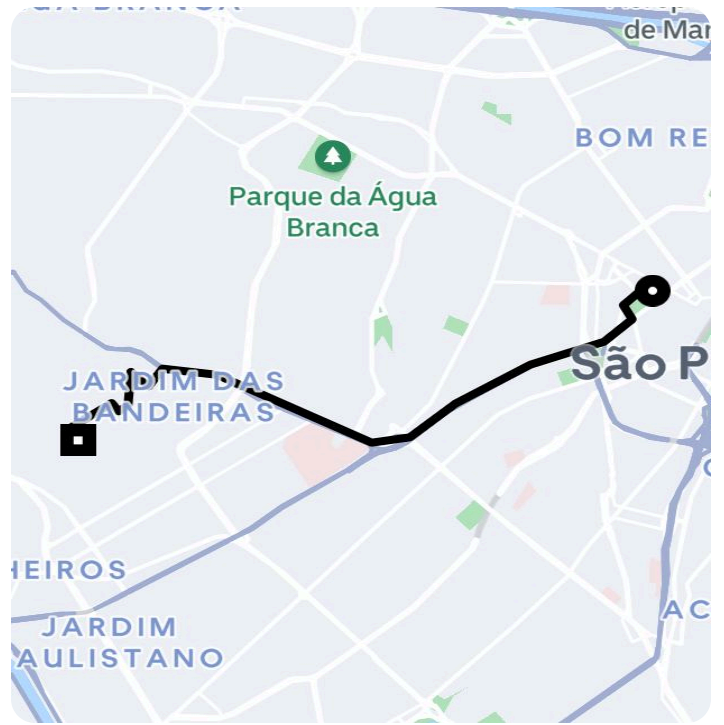 de Mar
BOM RE
Parque da Água
Branca
São P
JARDIM DAS
BANDEIRAS
HEIROS
JARDIM
AULISTANO
AC